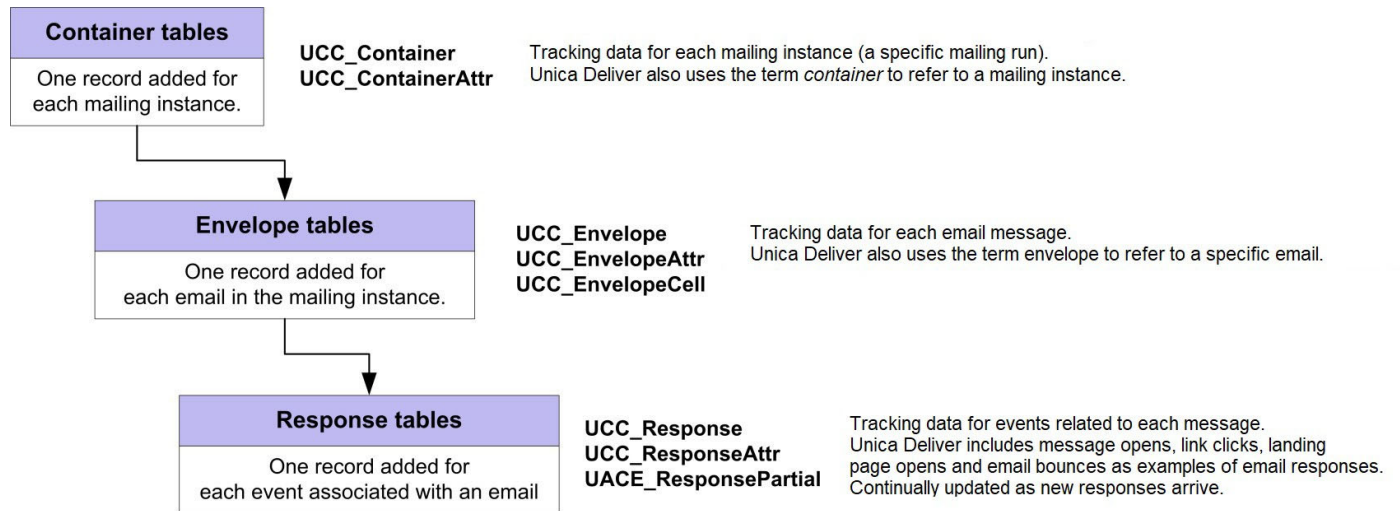 Container tables
One record added for
each mailing instance.
UCC_Container
UCC_ContainerAttr
Tracking data for each mailing instance (a specific mailing run).
Unica Deliver also uses the term container to refer to a mailing instance.
Envelope tables
One record added for
each email in the mailing instance.
UCC_Envelope
UCC_EnvelopeAttr
UCC_EnvelopeCell
Tracking data for each email message.
Unica Deliver also uses the term envelope to refer to a specific email.
Response tables
One record added for
each event associated with an email
UCC_Response
UCC_ResponseAttr
UACE_ResponsePartial
Tracking data for events related to each message.
Unica Deliver includes message opens, link clicks, landing
page opens and email bounces as examples of email responses.
Continually updated as new responses arrive.